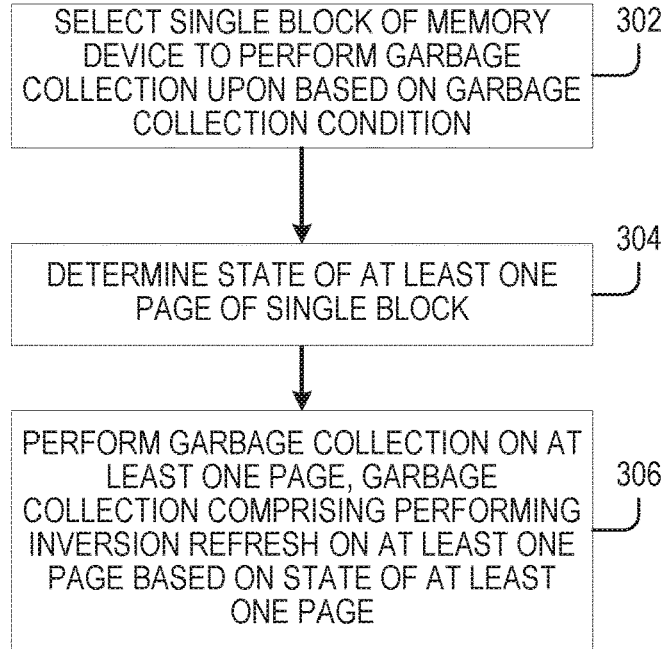 SELECT SINGLE BLOCK OF MEMORY
DEVICE TO PERFORM GARBAGE
COLLECTION UPON BASED ON GARBAGE
COLLECTION CONDITION
302
DETERMINE STATE OF AT LEAST ONE
PAGE OF SINGLE BLOCK
304
PERFORM GARBAGE COLLECTION ON AT
LEAST ONE PAGE, GARBAGE
COLLECTION COMPRISING PERFORMING
INVERSION REFRESH ON AT LEAST ONE
PAGE BASED ON STATE OF AT LEAST
ONE PAGE
306